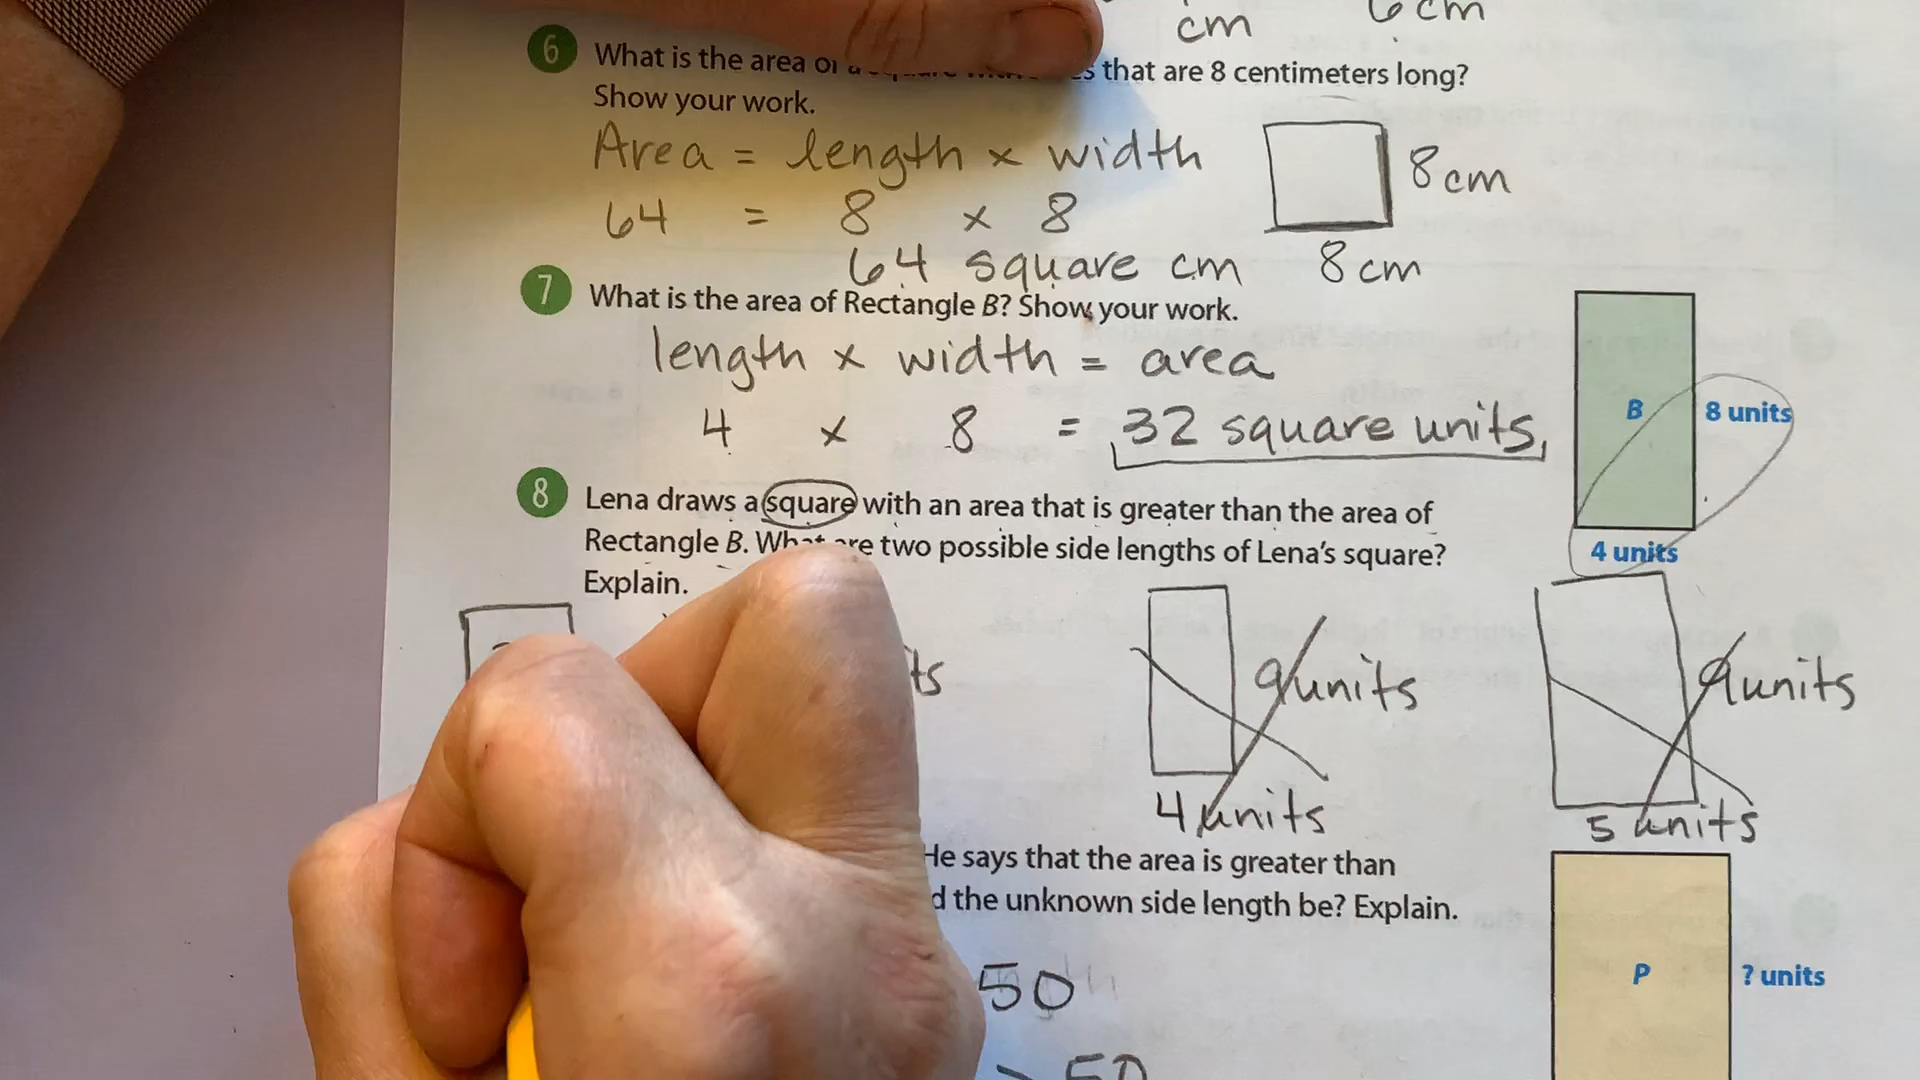 cm 6 cm
6 What is the area that are 8 centimeters long?
Show your work.
Area = length x width
8 cm
64 = 8 x 8
64 square cm 8 cm
7 What is the area of Rectangle B? Show your work.
length x width = area
B 8 units
4 x 8 = 32 square units
8 Lena draws a square with an area that is greater than the area of
Rectangle B. What are two possible side lengths of Lena's square?
4 units
Explain.
9 units 9 units
4 units 5 units
He says that the area is greater than
the unknown side length be? Explain.
P ? units
50
> 50